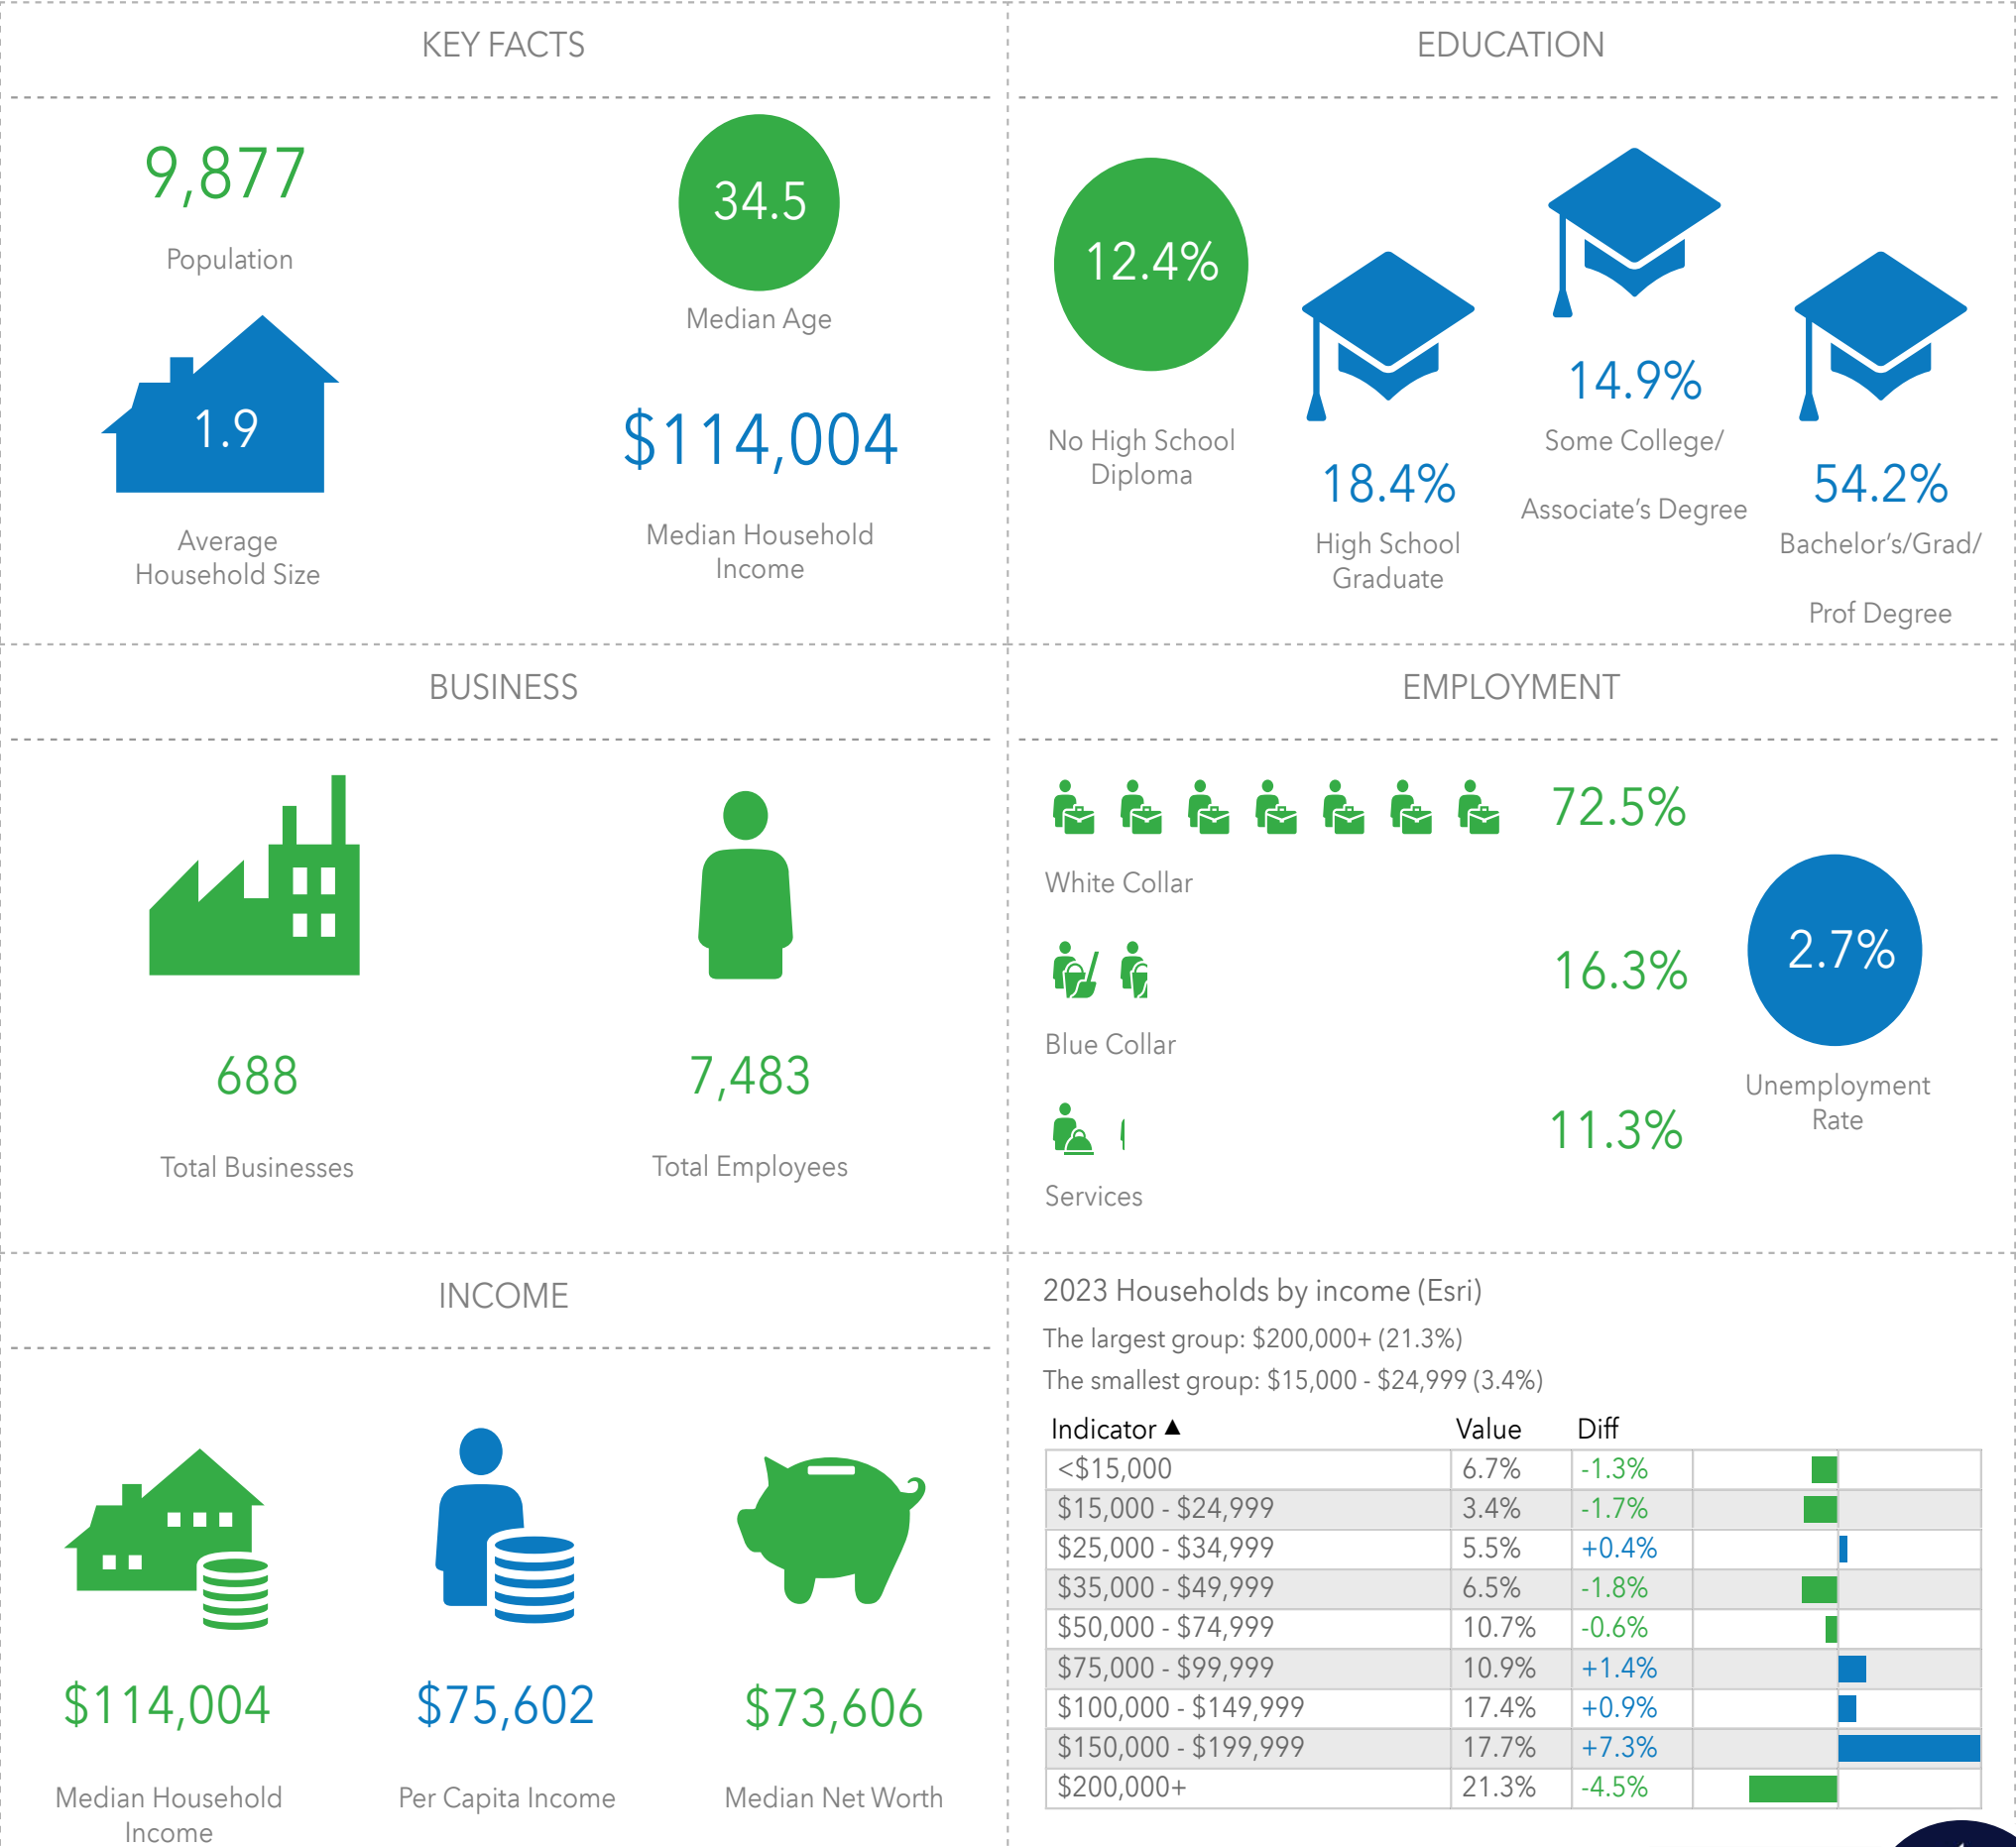 KEY FACTS
9,877
Population
34.5
Median Age
1.9
Average
Household Size
$114,004
Median Household
Income
EDUCATION
12.4%
No High School
Diploma
18.4%
High School
Graduate
14.9%
Some College/
Associate's Degree
54.2%
Bachelor's/Grad/
Prof Degree
BUSINESS
688
Total Businesses
7,483
Total Employees
EMPLOYMENT
72.5%
White Collar
16.3%
Blue Collar
11.3%
Services
2.7%
Unemployment
Rate
INCOME
$114,004
Median Household
Income
$75,602
Per Capita Income
$73,606
Median Net Worth
2023 Households by income (Esri)
The largest group: $200,000+ (21.3%)
The smallest group: $15,000 - $24,999 (3.4%)
Indicator ▲ Value Diff
<$15,000 6.7% -1.3%
$15,000 - $24,999 3.4% -1.7%
$25,000 - $34,999 5.5% +0.4%
$35,000 - $49,999 6.5% -1.8%
$50,000 - $74,999 10.7% -0.6%
$75,000 - $99,999 10.9% +1.4%
$100,000 - $149,999 17.4% +0.9%
$150,000 - $199,999 17.7% +7.3%
$200,000+ 21.3% -4.5%